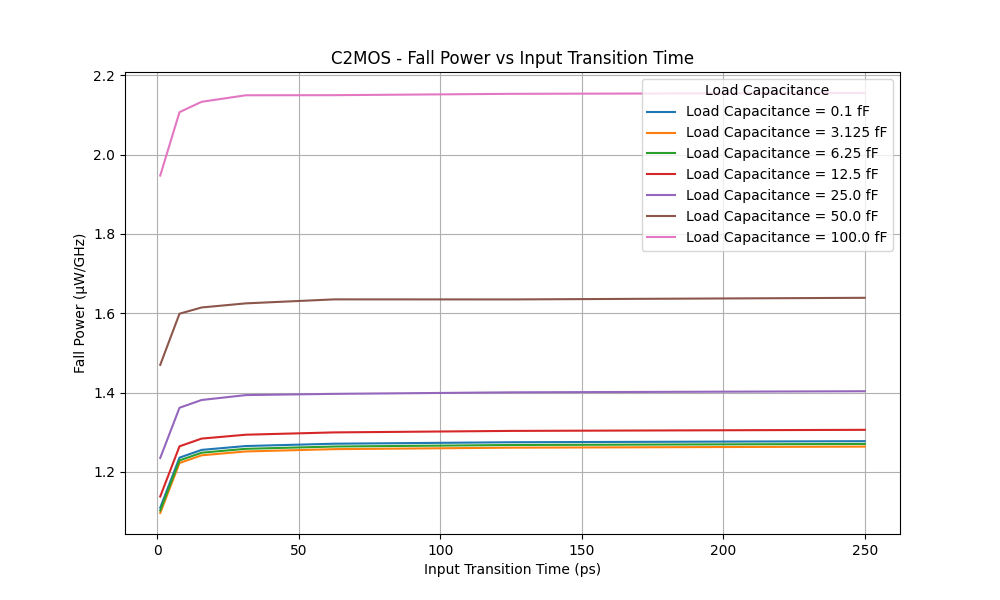 C2MOS - Fall Power vs Input Transition Time
Fall Power (μW/GHz)
2.2
2.0
1.8
1.6
1.4
1.2
Load Capacitance
Load Capacitance = 0.1 fF
Load Capacitance = 3.125 fF
Load Capacitance = 6.25 fF
Load Capacitance = 12.5 fF
Load Capacitance = 25.0 fF
Load Capacitance = 50.0 fF
Load Capacitance = 100.0 fF
0 50 100 150 200 250
Input Transition Time (ps)